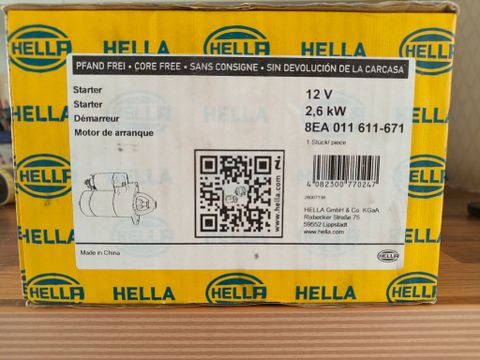 HELLA HELLA HELLA HELLA
PFAND FREI • CORE FREE • SANS CONSIGNE • SIN DEVOLUCIÓN DE LA CARCASA
Starter
Starter
Démarreur
Motor de arranque
12 V
2,6 kW
8EA 011 611-671
1 Stück/ piece
i
www.hella.com
4 082300 770247
HELLA GmbH & Co. KGaA
Rixbecker Straße 75
59552 Lippstadt
www.hella.com
Made in China
HELLA
HELLA HELLA HELLA HELLA